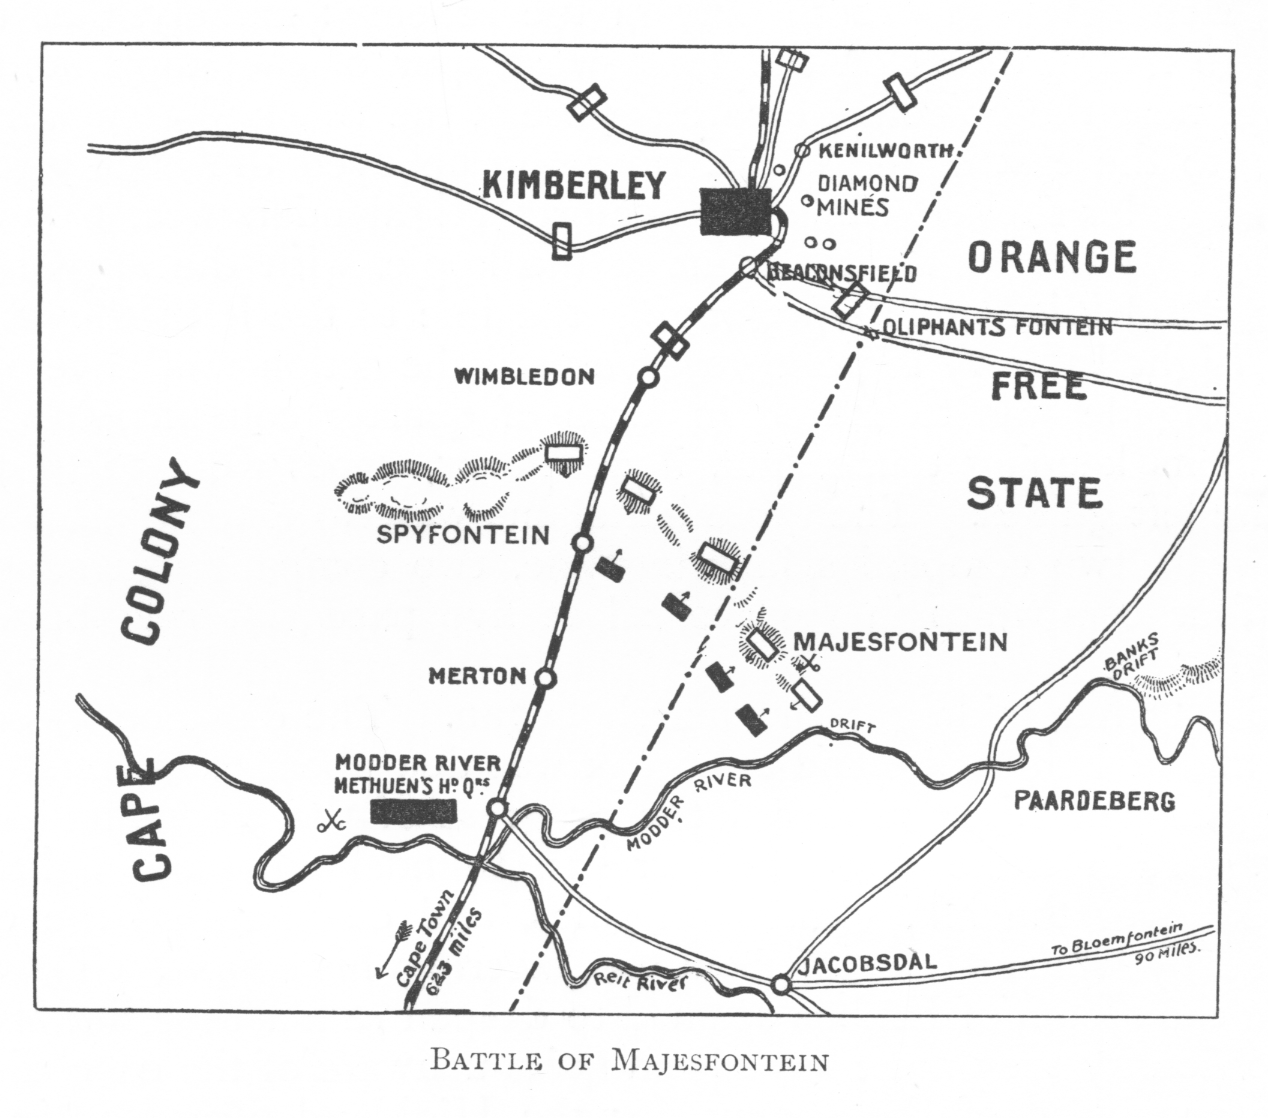 KENILWORTH
KIMBERLEY
DIAMOND
MINES
ORANGE
BEACONSFIELD
OLIPHANTS FONTEIN
WIMBLEDON
FREE
STATE
SPYFONTEIN
COLONY
MAJESFONTEIN
BANKS
DRIFT
MERTON
DRIFT
MODDER RIVER
METHUEN'S HD QRS
MODDER RIVER
PAARDEBERG
CAPE
Cape Town
623 miles
To Bloemfontein
90 Miles.
JACOBSDAL
Reit River
BATTLE OF MAJESFONTEIN